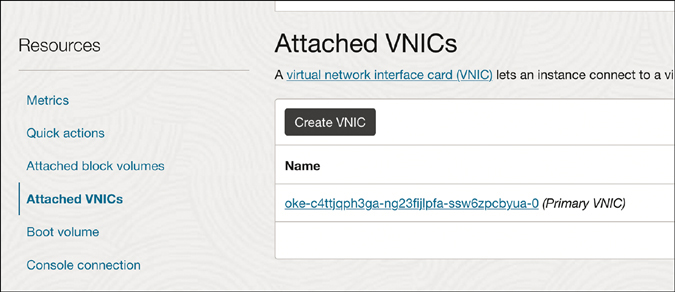 Resources
Metrics
Quick actions
Attached block volumes
Attached VNICs
Boot volume
Console connection
Attached VNICs
A virtual network interface card (VNIC) lets an instance connect to a vi
Create VNIC
Name
oke-c4ttjqph3ga-ng23fijlpfa-ssw6zpcbyua-0 (Primary VNIC)